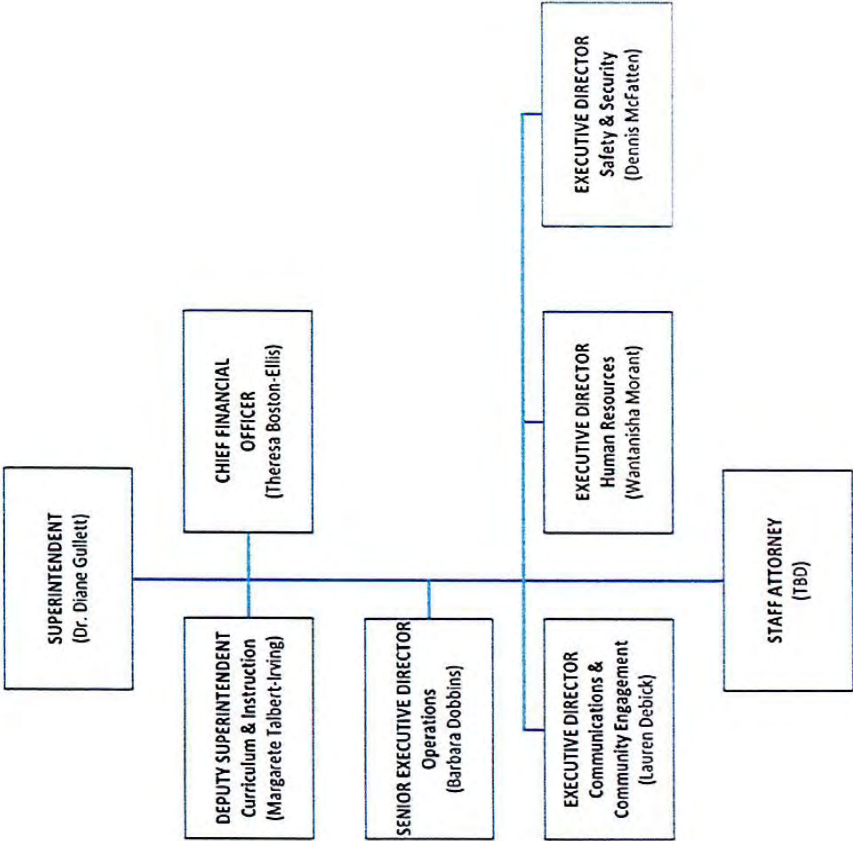 SUPERINTENDENT
(Dr. Diane Gullett)
DEPUTY SUPERINTENDENT
Curriculum & Instruction
(Margarete Talbert-Irving)
CHIEF FINANCIAL
OFFICER
(Theresa Boston-Ellis)
SENIOR EXECUTIVE DIRECTOR
Operations
(Barbara Dobbins)
EXECUTIVE DIRECTOR
Communications &
Community Engagement
(Lauren Debick)
EXECUTIVE DIRECTOR
Human Resources
(Wantanisha Morant)
EXECUTIVE DIRECTOR
Safety & Security
(Dennis McFatten)
STAFF ATTORNEY
(TBD)